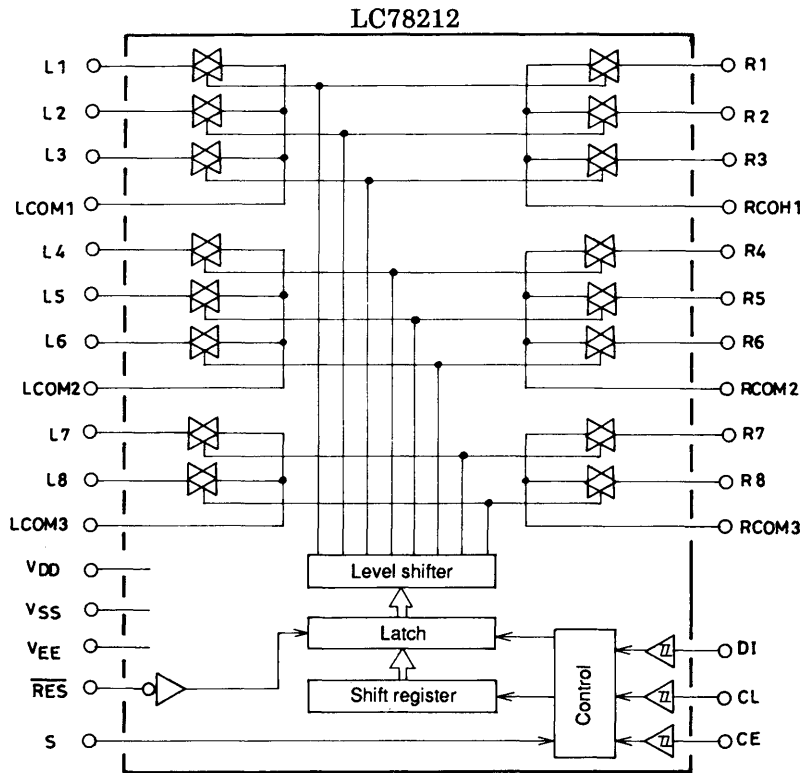 LC78212
L1
R1
L2
R2
L3
R3
LCOM1
RCOH1
L4
R4
L5
R5
L6
R6
LCOM2
RCOM2
L7
R7
L8
R8
LCOM3
RCOM3
VDD
Level shifter
VSS
Latch
VEE
DI
RES
Shift register
Control
CL
S
CE